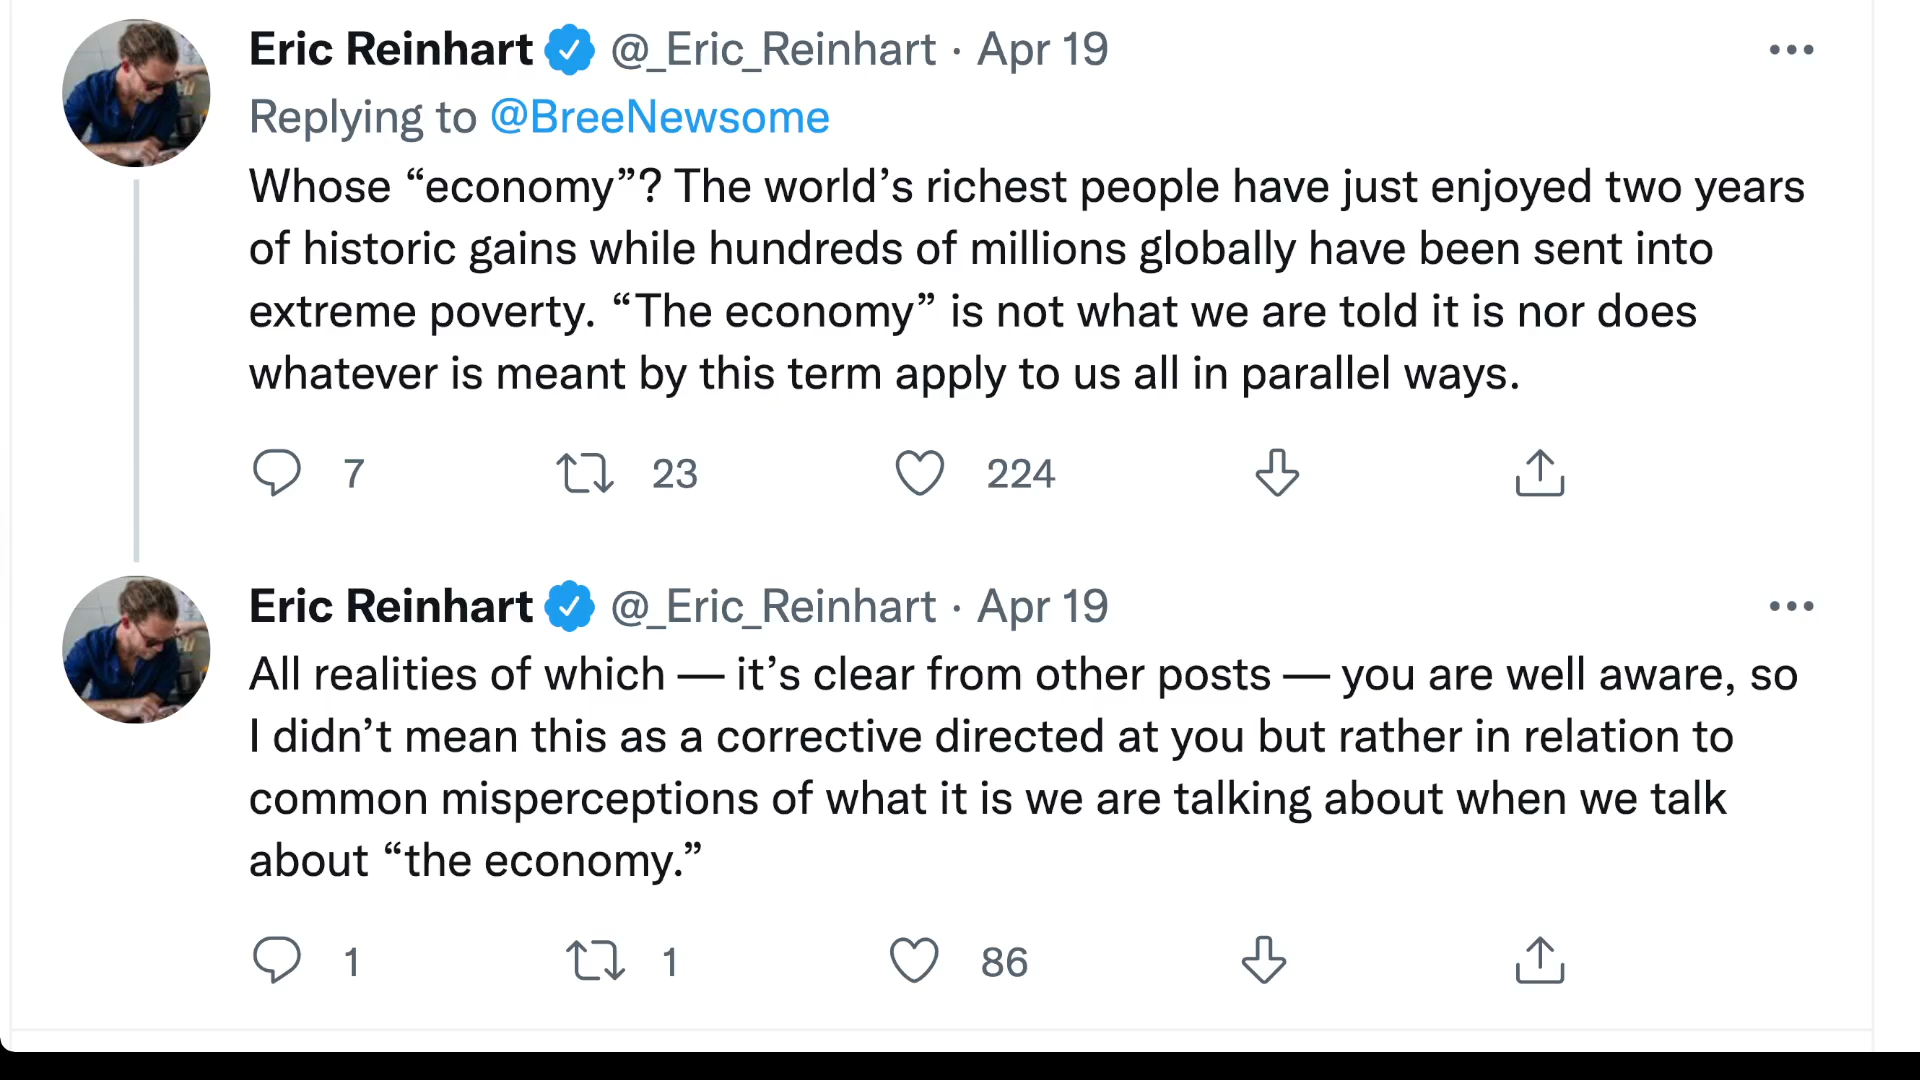 Eric Reinhart @_Eric_Reinhart · Apr 19
Replying to @BreeNewsome
Whose “economy”? The world’s richest people have just enjoyed two years
of historic gains while hundreds of millions globally have been sent into
extreme poverty. “The economy” is not what we are told it is nor does
whatever is meant by this term apply to us all in parallel ways.
7 23 224
Eric Reinhart @_Eric_Reinhart · Apr 19
All realities of which — it’s clear from other posts — you are well aware, so
I didn’t mean this as a corrective directed at you but rather in relation to
common misperceptions of what it is we are talking about when we talk
about “the economy.”
1 1 86